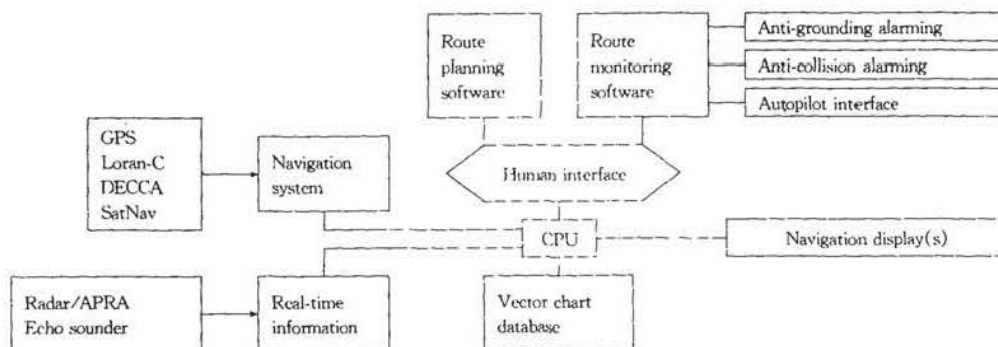 Route
planning
software
Route
monitoring
software
Anti-grounding alarming
Anti-collision alarming
Autopilot interface
GPS
Loran-C
DECCA
SatNav
Navigation
system
Human interface
CPU
Navigation display(s)
Radar/APRA
Echo sounder
Real-time
information
Vector chart
database